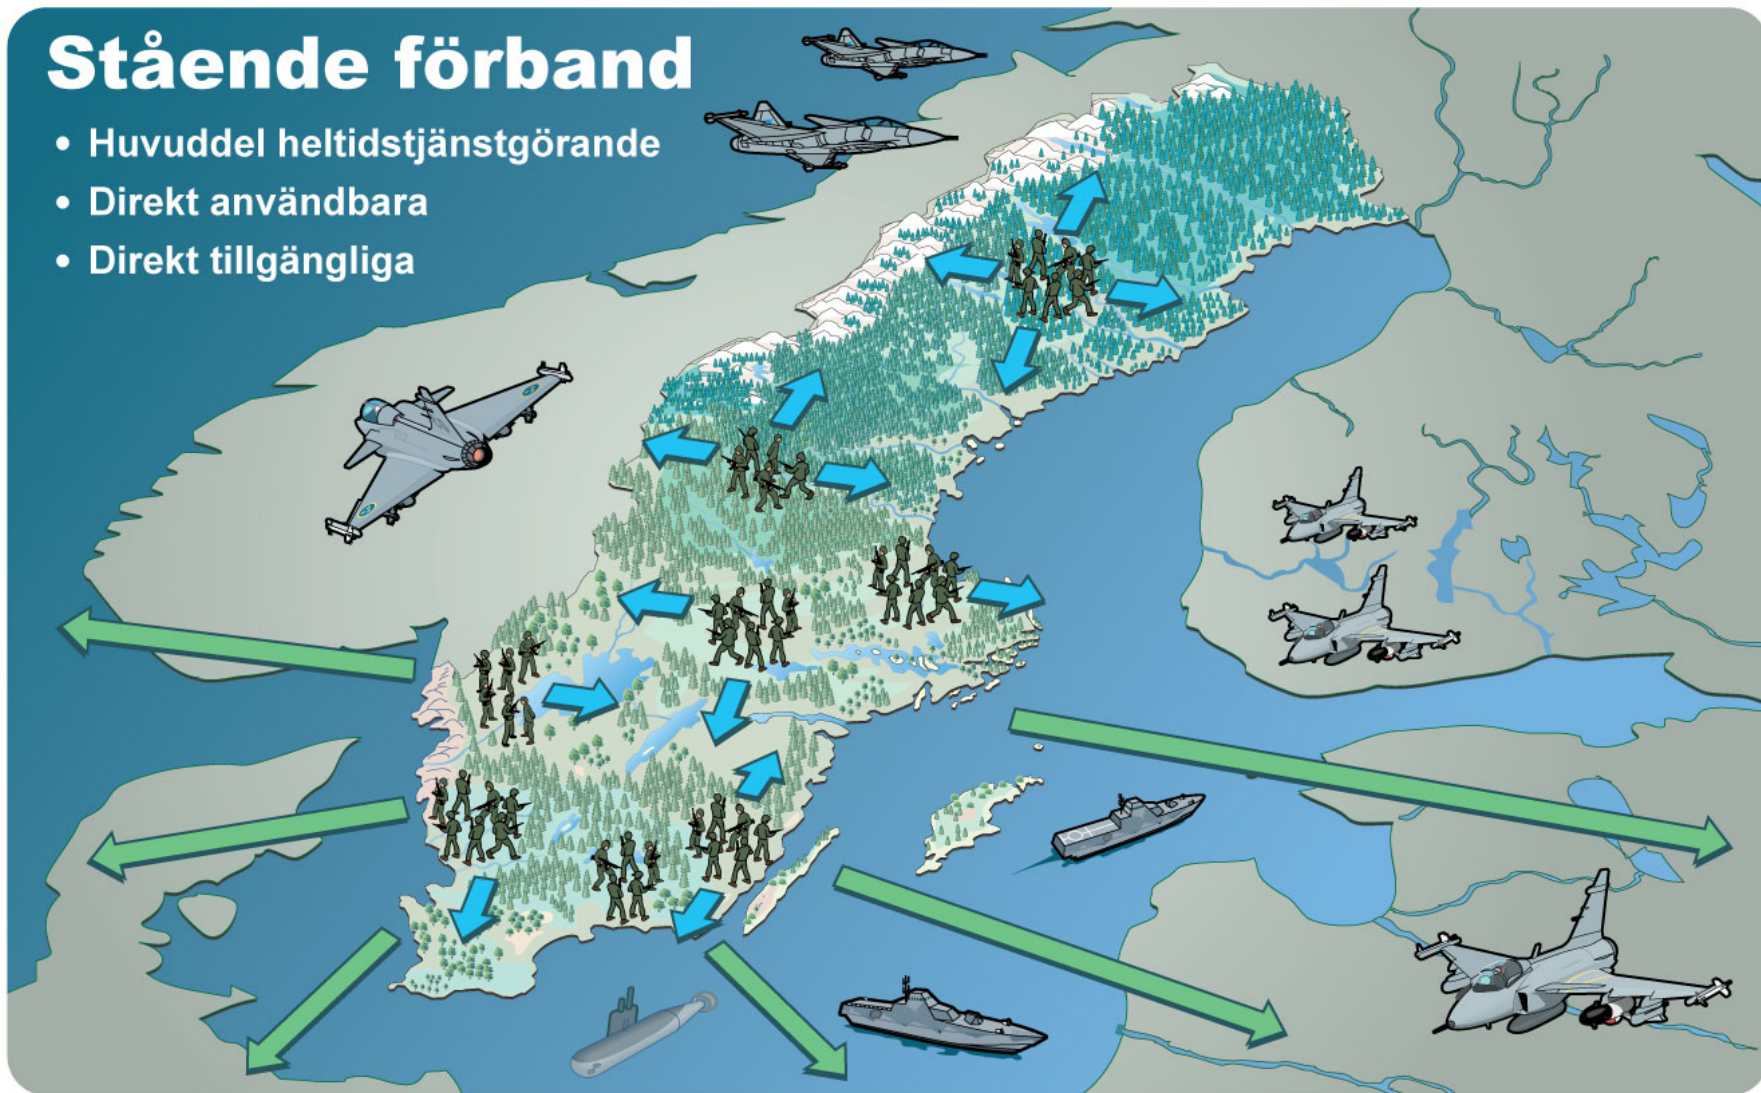 Stående förband
• Huvuddel heltidstjänstgörande
• Direkt användbara
• Direkt tillgängliga